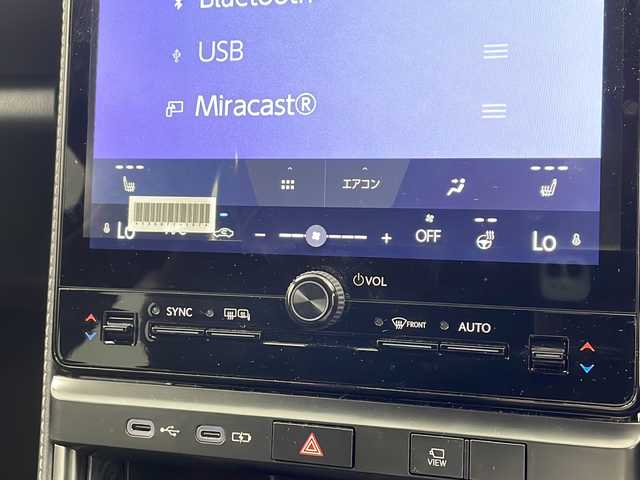 Bluetooth
USB
Miracast®
エアコン
Lo
OFF
Lo
VOL
SYNC
FRONT
AUTO
VIEW